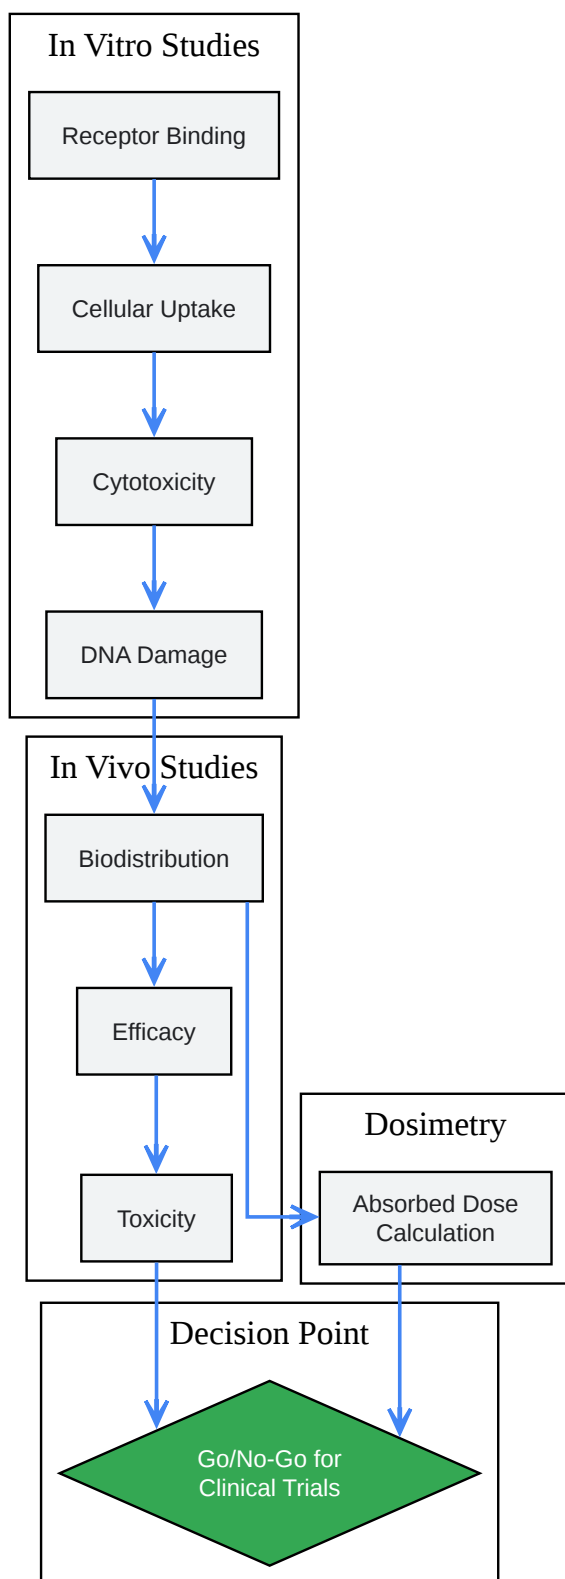 In Vitro Studies
Receptor Binding
Cellular Uptake
Cytotoxicity
DNA Damage
In Vivo Studies
Biodistribution
Efficacy
Dosimetry
Toxicity
Absorbed Dose
Calculation
Decision Point
Go/No-Go for
Clinical Trials